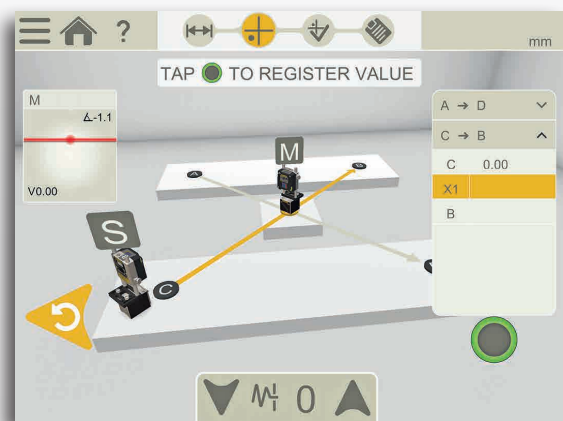 ?
mm
TAP TO REGISTER VALUE
M
∡-1.1
V0.00
A → D
C → B
C 0.00
X1
B
A
B
M
S
C
0